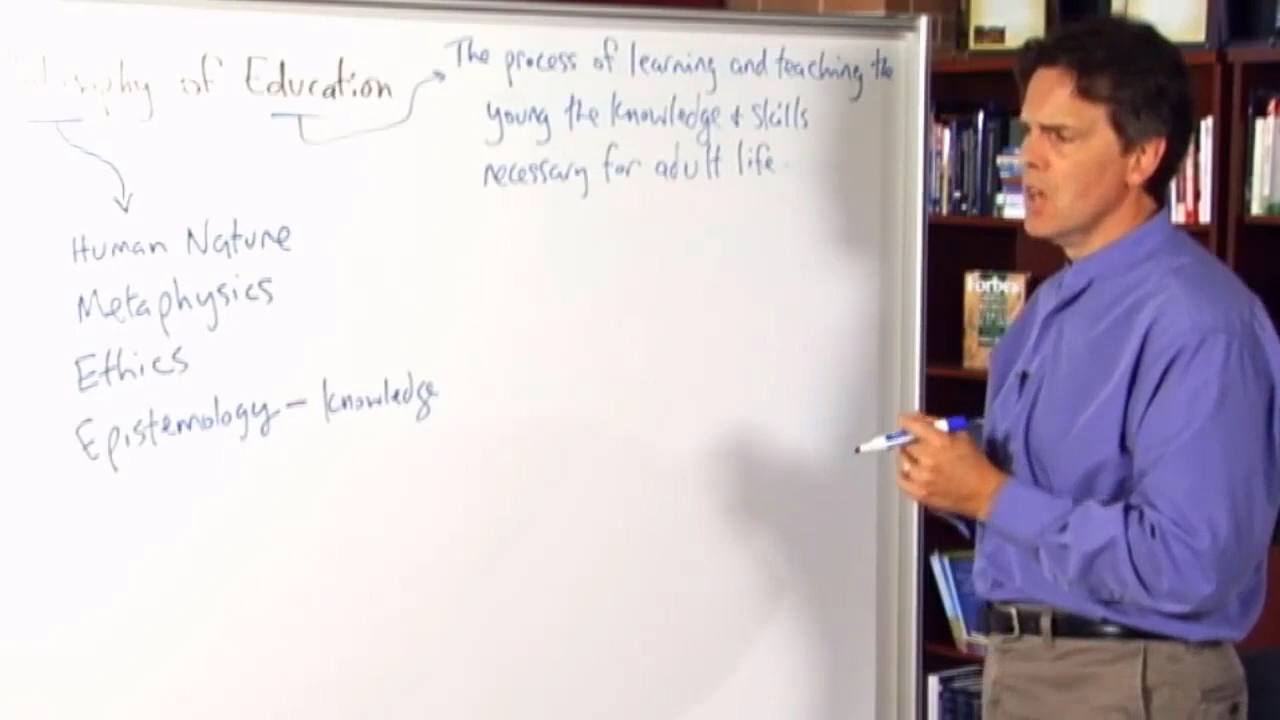 of Education
The process of learning and teaching the
young the knowledge & skills
necessary for adult life.
Human Nature
Metaphysics
Ethics
Epistemology - knowledge
Forbes